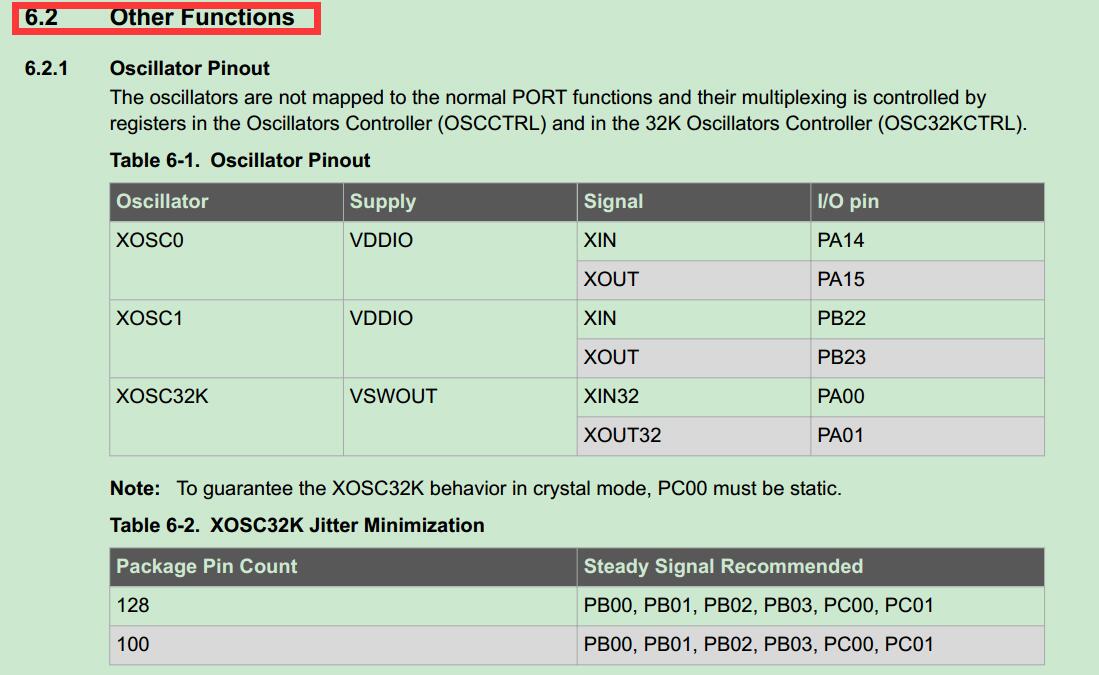 6.2 Other Functions
6.2.1 Oscillator Pinout
The oscillators are not mapped to the normal PORT functions and their multiplexing is controlled by
registers in the Oscillators Controller (OSCCTRL) and in the 32K Oscillators Controller (OSC32KCTRL).
Table 6-1. Oscillator Pinout
Oscillator Supply Signal I/O pin
XOSC0 VDDIO XIN PA14
XOUT PA15
XOSC1 VDDIO XIN PB22
XOUT PB23
XOSC32K VSWOUT XIN32 PA00
XOUT32 PA01
Note: To guarantee the XOSC32K behavior in crystal mode, PC00 must be static.
Table 6-2. XOSC32K Jitter Minimization
Package Pin Count Steady Signal Recommended
128 PB00, PB01, PB02, PB03, PC00, PC01
100 PB00, PB01, PB02, PB03, PC00, PC01